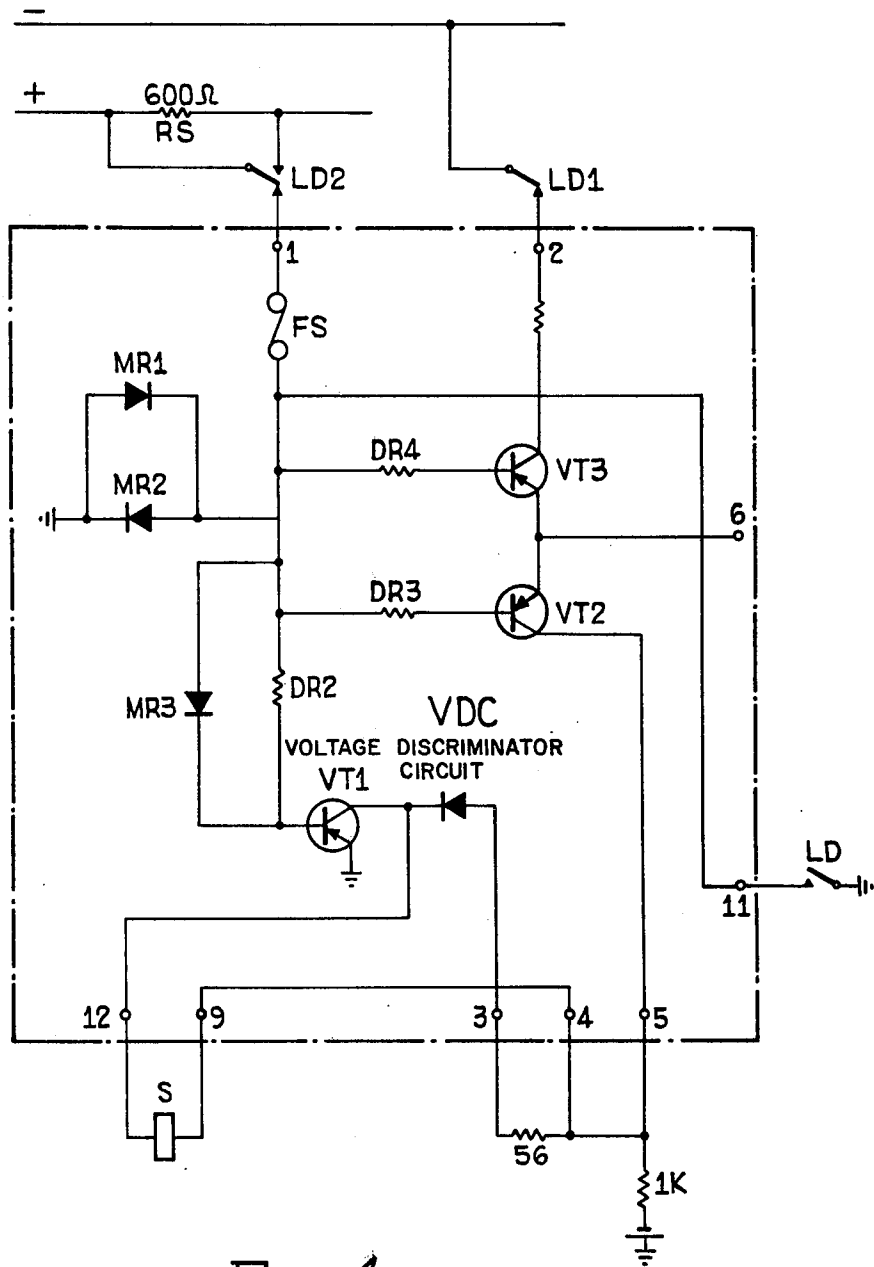 −
+
600Ω
RS
LD2
LD1
1
2
FS
MR1
DR4
VT3
MR2
6
DR3
VT2
MR3
DR2
VDC
VOLTAGE DISCRIMINATOR
CIRCUIT
VT1
LD
11
12
9
3
4
5
S
56
1K